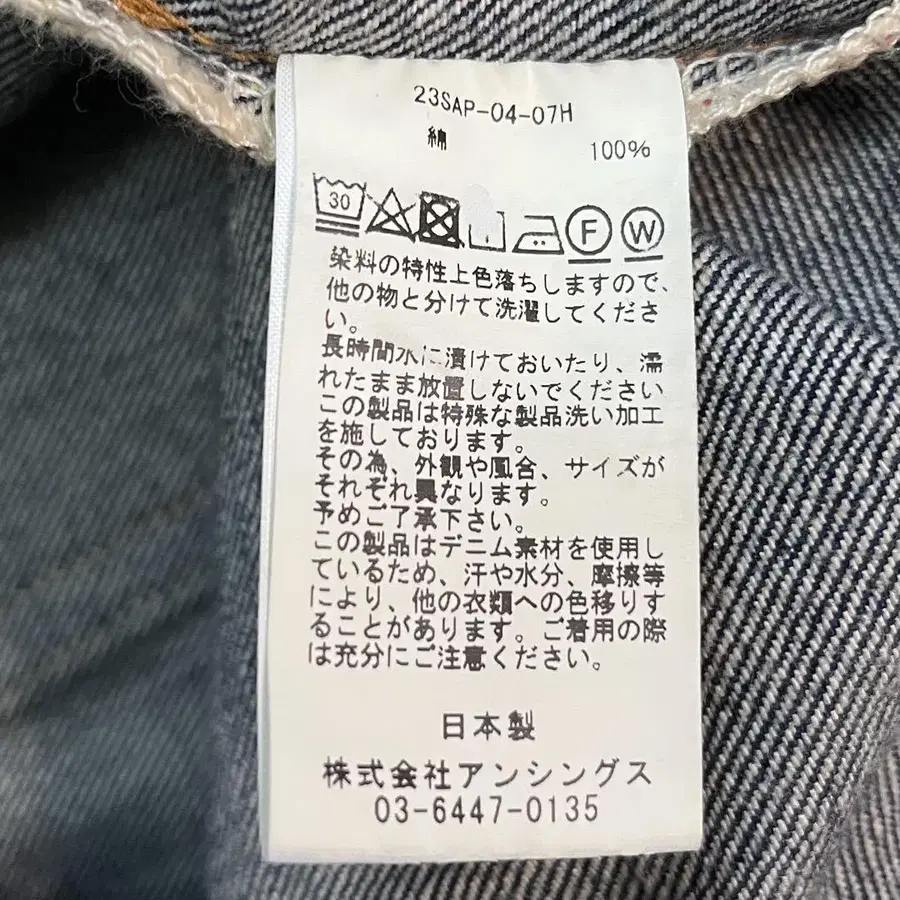 23SAP-04-07H
綿 100%
30 F W
染料の特性上色落ちしますので、
他の物と分けて洗濯してくださ
い。
長時間水に漬けておいたり、濡
れたまま放置しないでください
この製品は特殊な製品洗い加工
を施しております。
その為、外観や風合、サイズが
それぞれ異なります。
予めご了承下さい。
この製品はデニム素材を使用し
ているため、汗や水分、摩擦等
により、他の衣類への色移りす
ることがあります。ご着用の際
は充分にご注意ください。
日本製
株式会社アンシングス
03-6447-0135